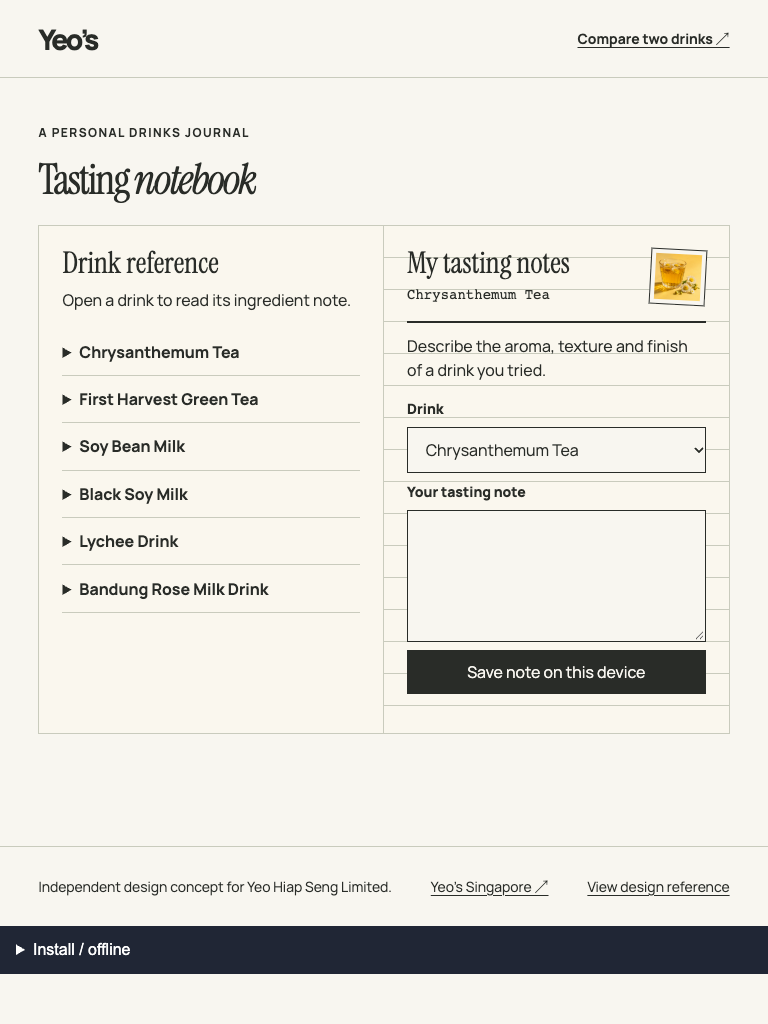 Yeo's
Compare two drinks ↗
A PERSONAL DRINKS JOURNAL
Tasting notebook
Drink reference
Open a drink to read its ingredient note.
▶ Chrysanthemum Tea
▶ First Harvest Green Tea
▶ Soy Bean Milk
▶ Black Soy Milk
▶ Lychee Drink
▶ Bandung Rose Milk Drink
My tasting notes
Chrysanthemum Tea
Describe the aroma, texture and finish
of a drink you tried.
Drink
Chrysanthemum Tea
Your tasting note
Save note on this device
Independent design concept for Yeo Hiap Seng Limited.
Yeo's Singapore ↗
View design reference
▶ Install / offline